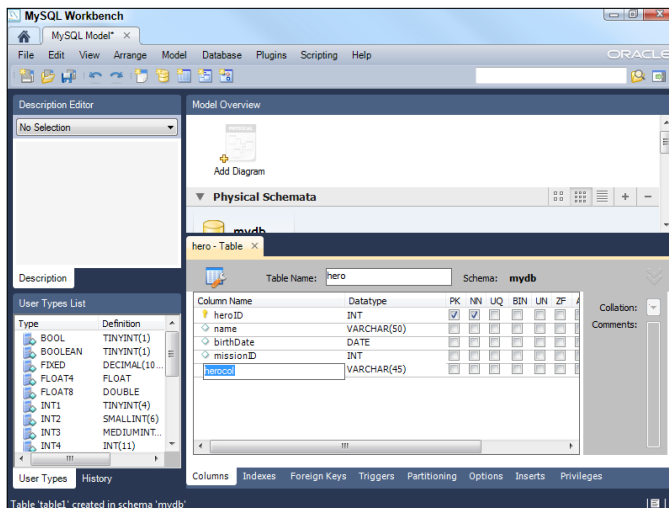 MySQL Workbench
MySQL Model* ×
File Edit View Arrange Model Database Plugins Scripting Help
ORACLE
Description Editor
No Selection
Description
User Types List
Type Definition
BOOL TINYINT(1)
BOOLEAN TINYINT(1)
FIXED DECIMAL(10...
FLOAT4 FLOAT
FLOAT8 DOUBLE
INT1 TINYINT(4)
INT2 SMALLINT(6)
INT3 MEDIUMINT...
INT4 INT(11)
User Types History
Model Overview
Add Diagram
Physical Schemata
mydb
hero - Table ×
Table Name: hero Schema: mydb
Column Name Datatype PK NN UQ BIN UN ZF A
heroID INT
name VARCHAR(50)
birthDate DATE
missionID INT
herocol VARCHAR(45)
Collation:
Comments:
Columns Indexes Foreign Keys Triggers Partitioning Options Inserts Privileges
Table 'table1' created in schema 'mydb'